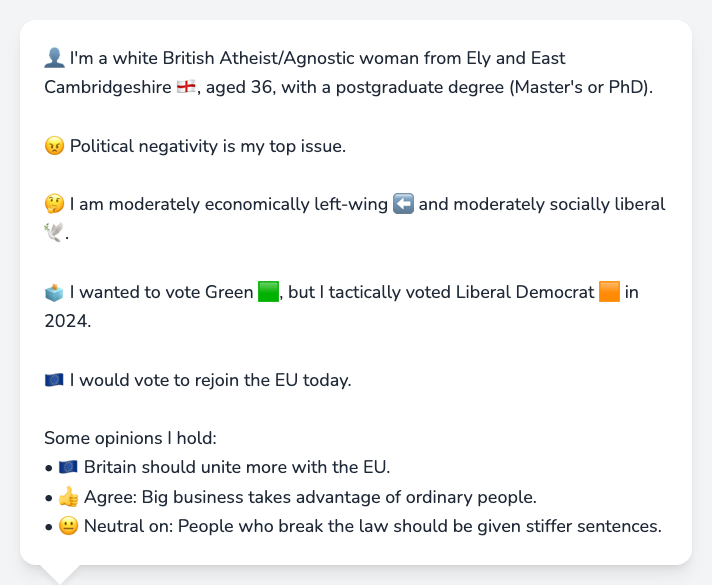 👤 I'm a white British Atheist/Agnostic woman from Ely and East
Cambridgeshire 🏴󠁧󠁢󠁥󠁮󠁧󠁿, aged 36, with a postgraduate degree (Master's or PhD).
😠 Political negativity is my top issue.
🤔 I am moderately economically left-wing ⬅️ and moderately socially liberal
🕊️.
🗳️ I wanted to vote Green 🟩, but I tactically voted Liberal Democrat 🟧 in
2024.
🇪🇺 I would vote to rejoin the EU today.
Some opinions I hold:
• 🇪🇺 Britain should unite more with the EU.
• 👍 Agree: Big business takes advantage of ordinary people.
• 😐 Neutral on: People who break the law should be given stiffer sentences.